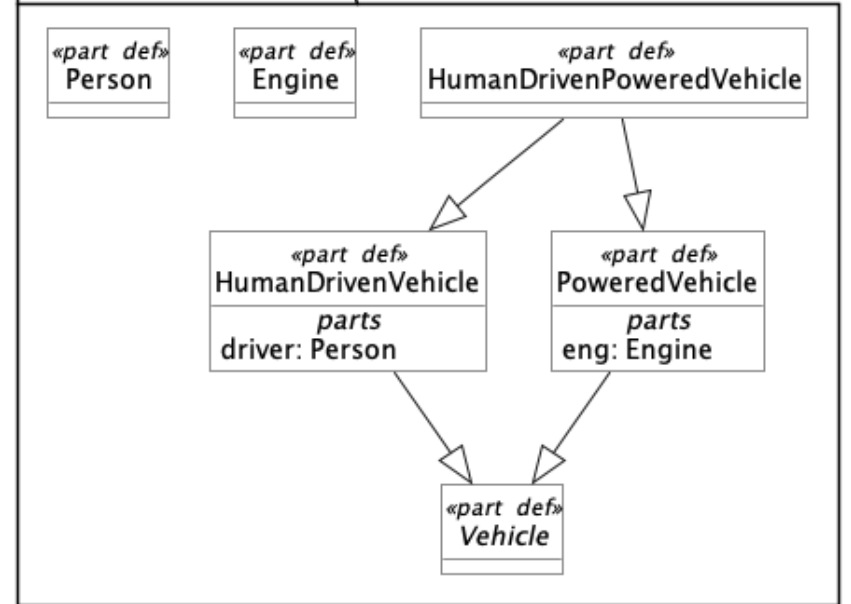 «part def»
Person
«part def»
Engine
«part def»
HumanDrivenPoweredVehicle
«part def»
HumanDrivenVehicle
parts
driver: Person
«part def»
PoweredVehicle
parts
eng: Engine
«part def»
Vehicle